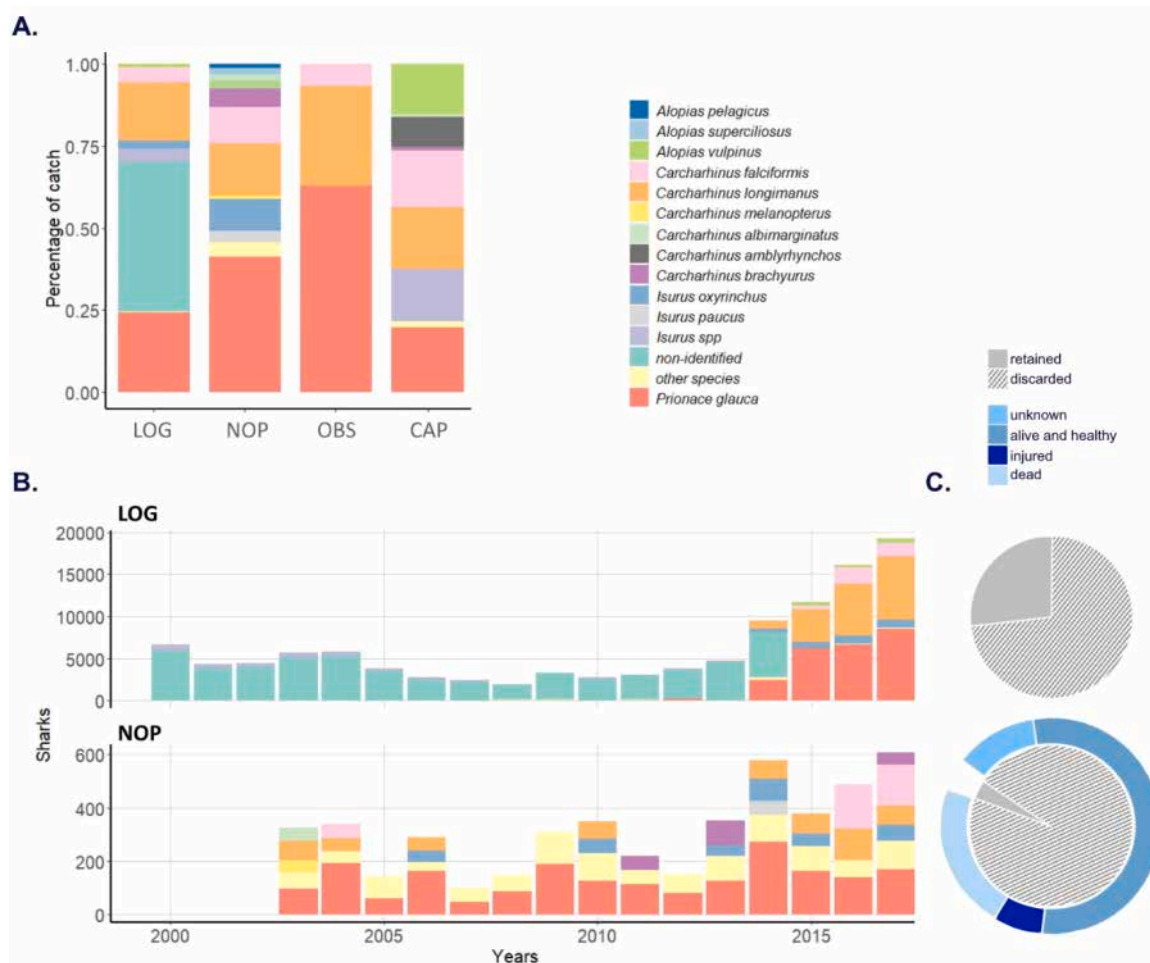 A.
1.00
0.75
0.50
0.25
0.00
Percentage of catch
LOG NOP OBS CAP
Alopias pelagicus
Alopias superciliosus
Alopias vulpinus
Carcharhinus falciformis
Carcharhinus longimanus
Carcharhinus melanopterus
Carcharhinus albimarginatus
Carcharhinus amblyrhynchos
Carcharhinus brachyurus
Isurus oxyrinchus
Isurus paucus
Isurus spp
non-identified
other species
Prionace glauca
retained
discarded
unknown
alive and healthy
injured
dead
B.
C.
LOG
20000
15000
10000
5000
0
Sharks
NOP
600
400
200
0
2000 2005 2010 2015
Years